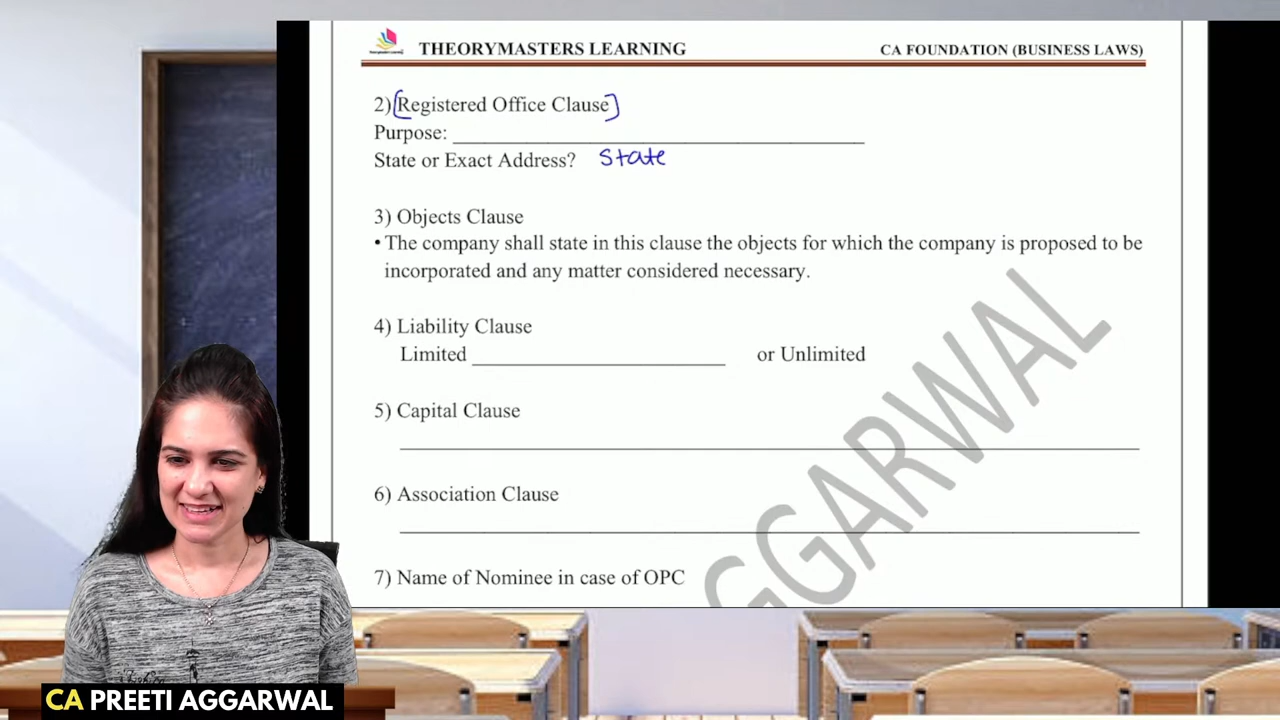 THEORYMASTERS LEARNING
CA FOUNDATION (BUSINESS LAWS)
2) [Registered Office Clause]
Purpose: ____________________
State or Exact Address? State
3) Objects Clause
• The company shall state in this clause the objects for which the company is proposed to be
incorporated and any matter considered necessary.
4) Liability Clause
Limited ____________________ or Unlimited
5) Capital Clause
6) Association Clause
7) Name of Nominee in case of OPC
GGARWAL
CA PREETI AGGARWAL